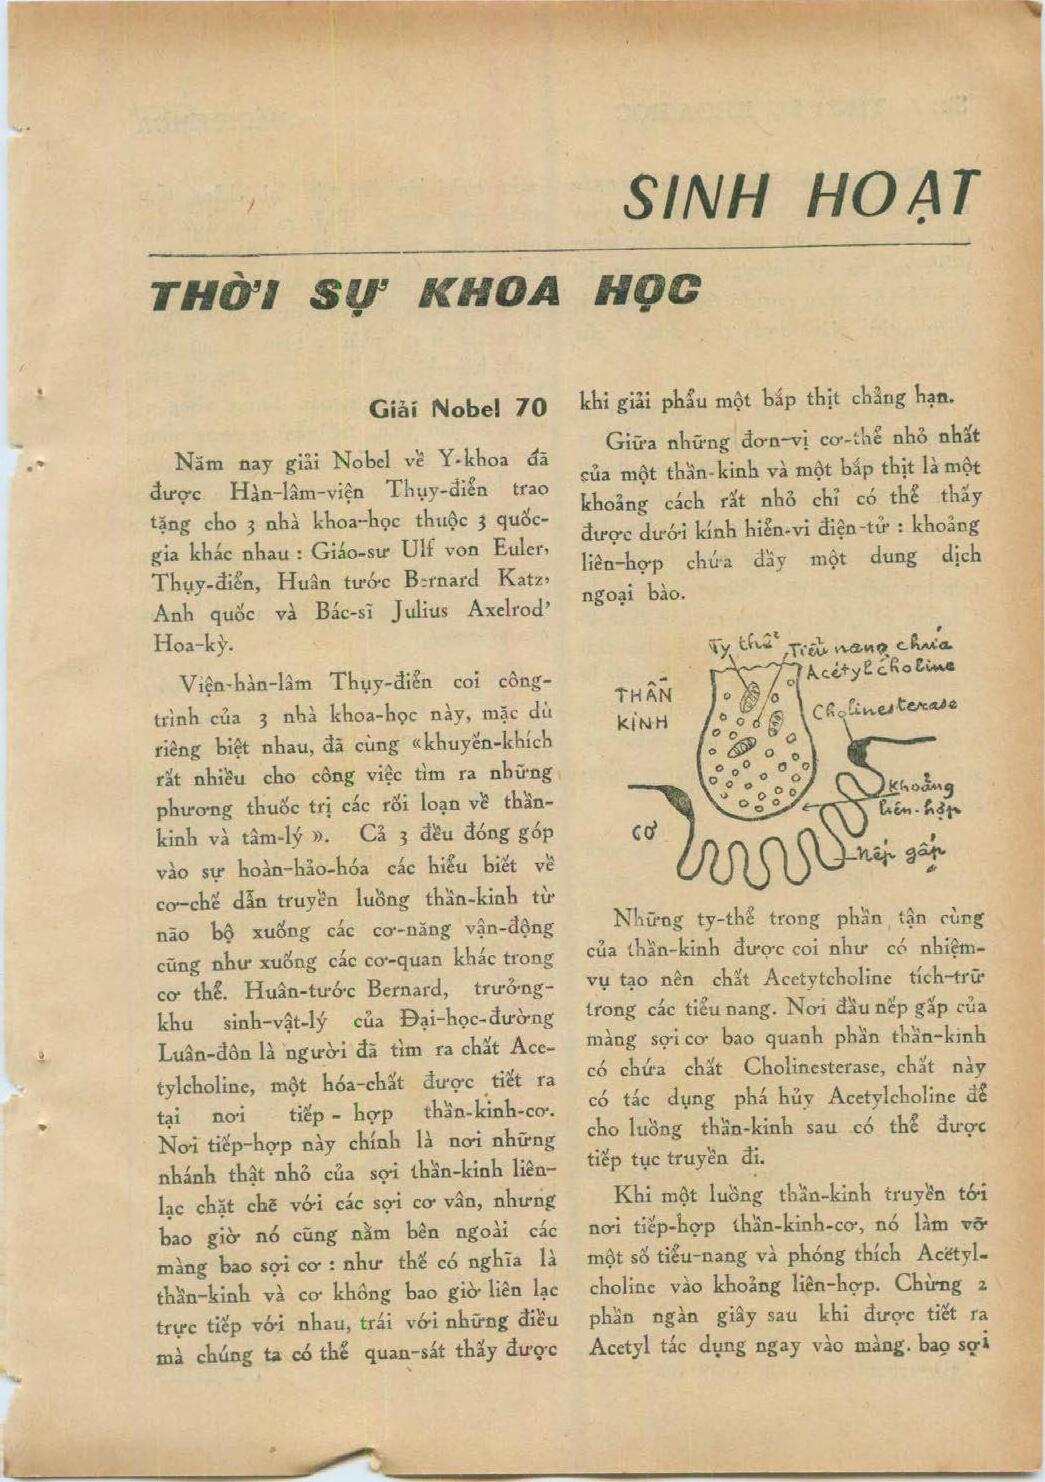 SINH HOẠT
THỜI SỰ KHOA HỌC
Giải Nobel 70
Năm nay giải Nobel về Y-khoa đã
được Hàn-lâm-viện Thụy-điển trao
tặng cho 3 nhà khoa-học thuộc 3 quốc-
gia khác nhau : Giáo-sư Ulf von Euler,
Thụy-điển, Huân tước Bernard Katz,
Anh quốc và Bác-sĩ Julius Axelrod,
Hoa-kỳ.
Viện-hàn-lâm Thụy-điển coi công-
trình của 3 nhà khoa-học này, mặc dù
riêng biệt nhau, đã cùng «khuyến-khích
rất nhiều cho công việc tìm ra những
phương thuốc trị các rối loạn về thần-
kinh và tâm-lý ». Cả 3 đều đóng góp
vào sự hoàn-hảo-hóa các hiểu biết về
cơ-chế dẫn truyền luồng thần-kinh từ
não bộ xuống các cơ-năng vận-động
cũng như xuống các cơ-quan khác trong
cơ thể. Huân-tước Bernard, trưởng-
khu sinh-vật-lý của Đại-học-đường
Luân-đôn là người đã tìm ra chất Ace-
tylcholine, một hóa-chất được tiết ra
tại nơi tiếp - hợp thần-kinh-cơ.
Nơi tiếp-hợp này chính là nơi những
nhánh thật nhỏ của sợi thần-kinh liên-
lạc chặt chẽ với các sợi cơ vân, nhưng
bao giờ nó cũng nằm bên ngoài các
màng bao sợi cơ : như thế có nghĩa là
thần-kinh và cơ không bao giờ liên lạc
trực tiếp với nhau, trái với những điều
mà chúng ta có thể quan-sát thấy được
khi giải phẩu một bắp thịt chẳng hạn.
Giữa những đơn-vị cơ-thể nhỏ nhất
của một thần-kinh và một bắp thịt là một
khoảng cách rất nhỏ chỉ có thể thấy
được dưới kính hiển-vi điện-tử : khoảng
liên-hợp chứa đầy một dung dịch
ngoại bào.
Ty thể Tiểu nang chứa
Acétylcholine
THẦN
KINH
Cholinesterase
Khoảng
liên-hợp
CƠ
Nếp gấp
Những ty-thể trong phần tận cùng
của thần-kinh được coi như có nhiệm-
vụ tạo nên chất Acetytcholine tích-trữ
trong các tiểu nang. Nơi đầu nếp gấp của
màng sợi cơ bao quanh phần thần-kinh
có chứa chất Cholinesterase, chất này
có tác dụng phá hủy Acetylcholine để
cho luồng thần-kinh sau có thể được
tiếp tục truyền đi.
Khi một luồng thần-kinh truyền tới
nơi tiếp-hợp thần-kinh-cơ, nó làm vỡ
một số tiểu-nang và phóng thích Acétyl-
choline vào khoảng liên-hợp. Chừng 2
phần ngàn giây sau khi được tiết ra
Acetyl tác dụng ngay vào màng. bao sợi